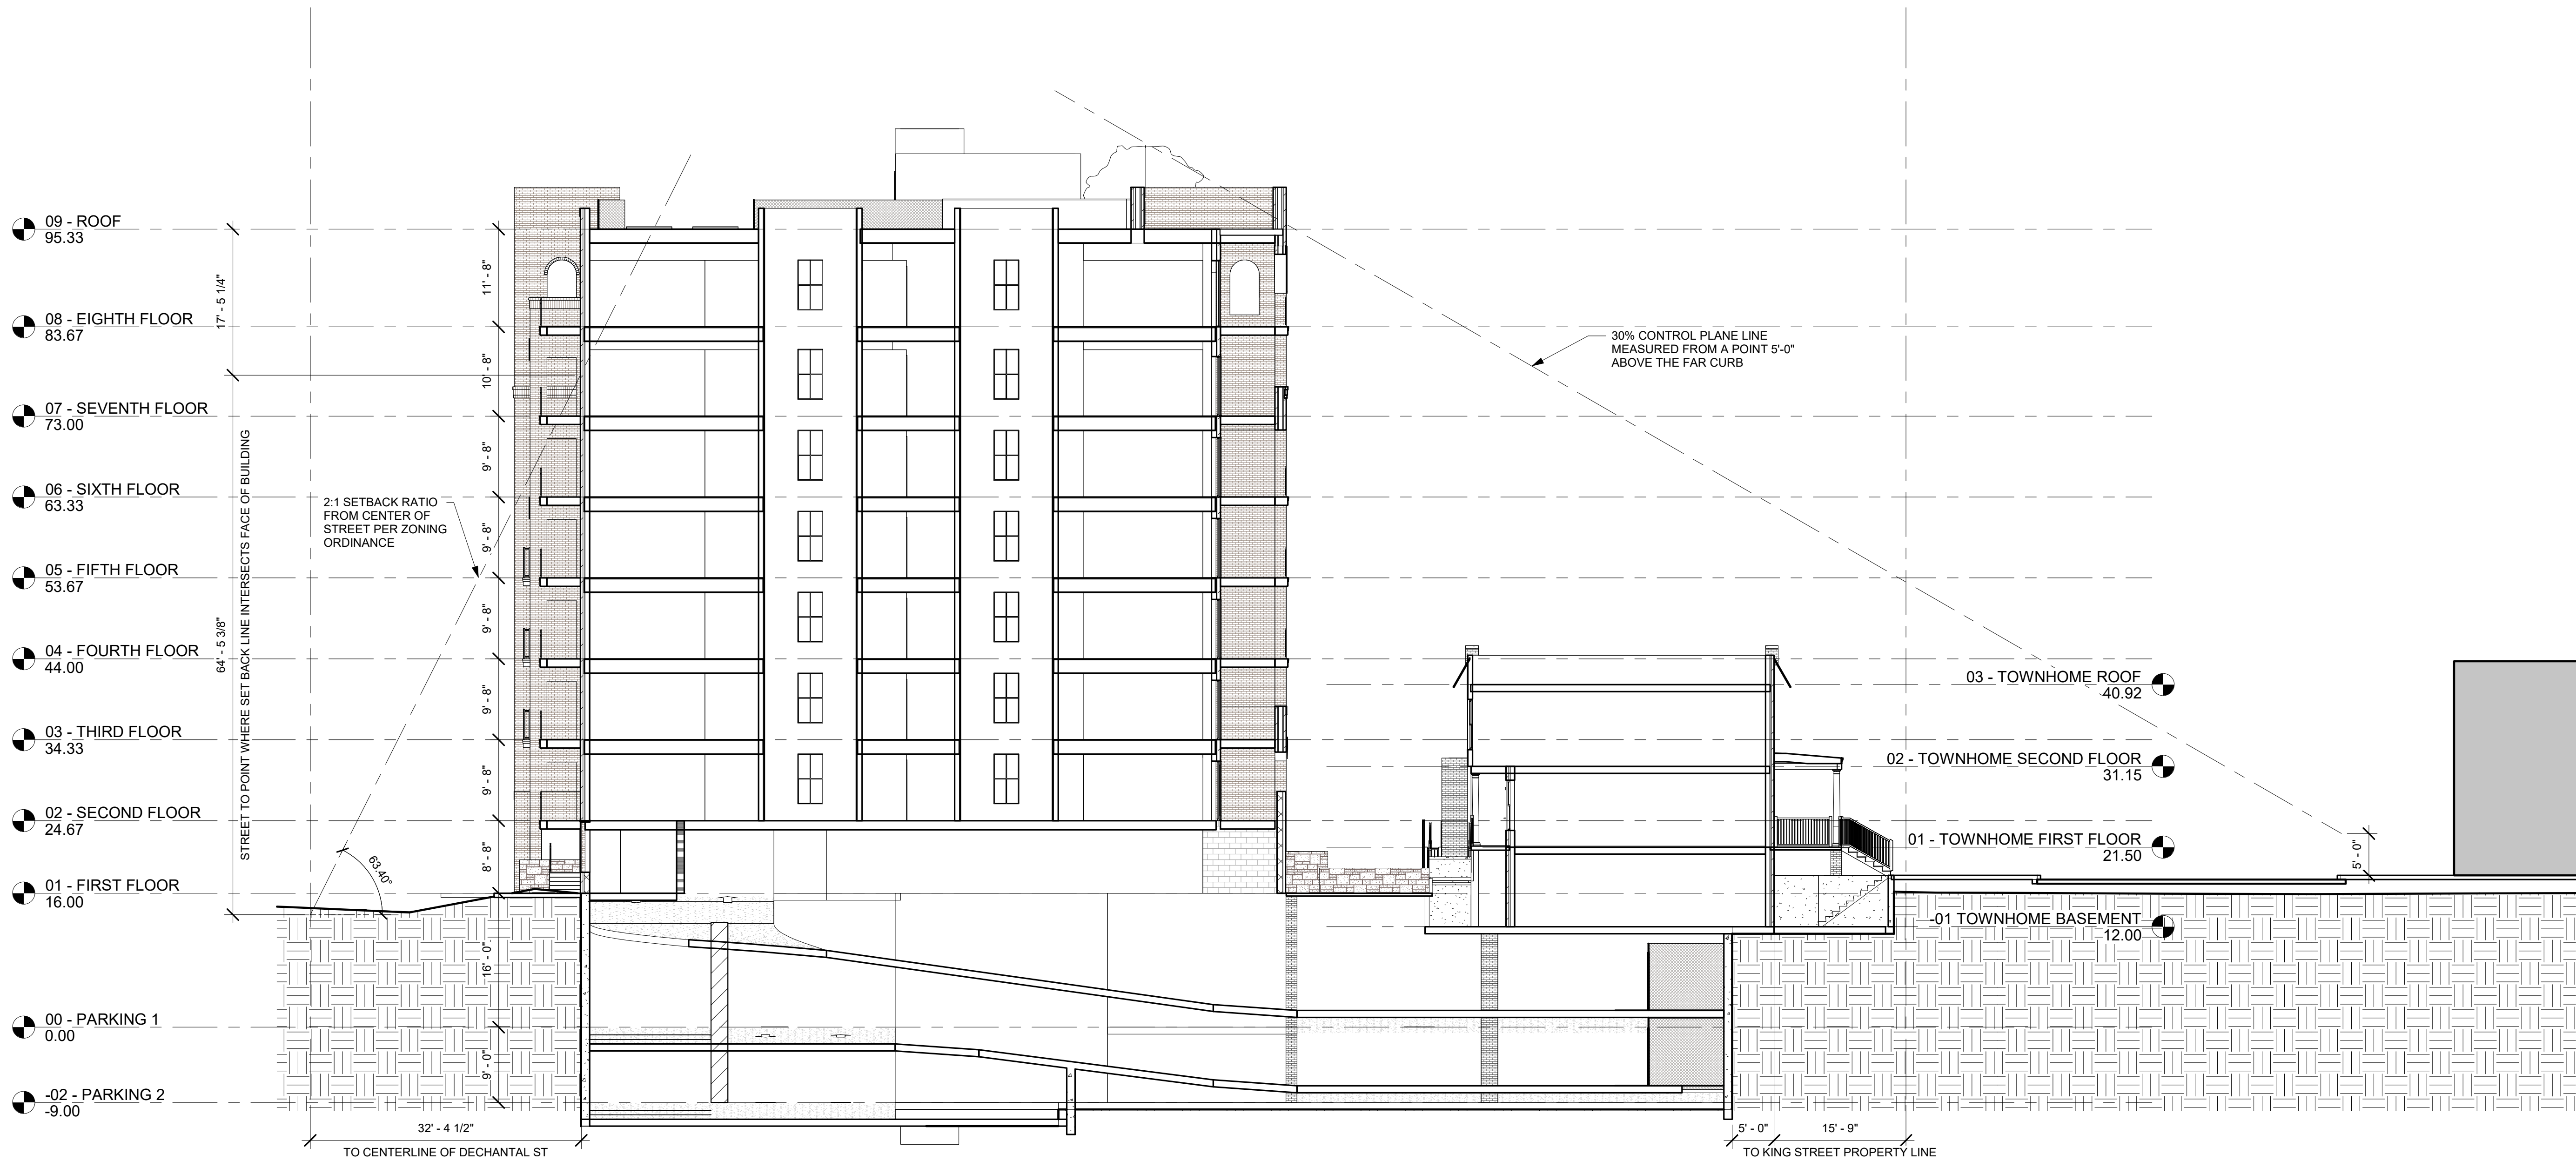 09 - ROOF
95.33
08 - EIGHTH FLOOR
83.67
07 - SEVENTH FLOOR
73.00
06 - SIXTH FLOOR
63.33
05 - FIFTH FLOOR
53.67
04 - FOURTH FLOOR
44.00
03 - THIRD FLOOR
34.33
02 - SECOND FLOOR
24.67
01 - FIRST FLOOR
16.00
00 - PARKING 1
0.00
-02 - PARKING 2
-9.00
17' - 5 1/4"
64' - 5 3/8"
STREET TO POINT WHERE SET BACK LINE INTERSECTS FACE OF BUILDING
2:1 SETBACK RATIO
FROM CENTER OF
STREET PER ZONING
ORDINANCE
63.40°
11' - 8"
10' - 8"
9' - 8"
9' - 8"
9' - 8"
9' - 8"
9' - 8"
8' - 8"
16' - 0"
9' - 0"
32' - 4 1/2"
TO CENTERLINE OF DECHANTAL ST
30% CONTROL PLANE LINE
MEASURED FROM A POINT 5'-0"
ABOVE THE FAR CURB
03 - TOWNHOME ROOF
40.92
02 - TOWNHOME SECOND FLOOR
31.15
01 - TOWNHOME FIRST FLOOR
21.50
-01 TOWNHOME BASEMENT
12.00
5' - 0"
5' - 0"
15' - 9"
TO KING STREET PROPERTY LINE